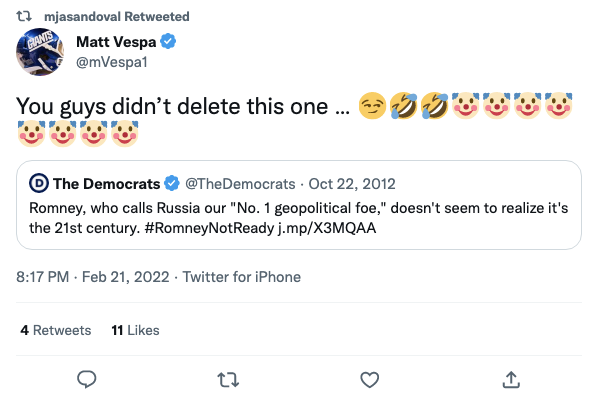 mjasandoval Retweeted
GIANTS
Matt Vespa
@mVespa1
You guys didn’t delete this one ... 😏🤣🤣🤡🤡🤡🤡
🤡🤡🤡🤡
D The Democrats @TheDemocrats · Oct 22, 2012
Romney, who calls Russia our "No. 1 geopolitical foe," doesn't seem to realize it's
the 21st century. #RomneyNotReady j.mp/X3MQAA
8:17 PM · Feb 21, 2022 · Twitter for iPhone
4 Retweets 11 Likes